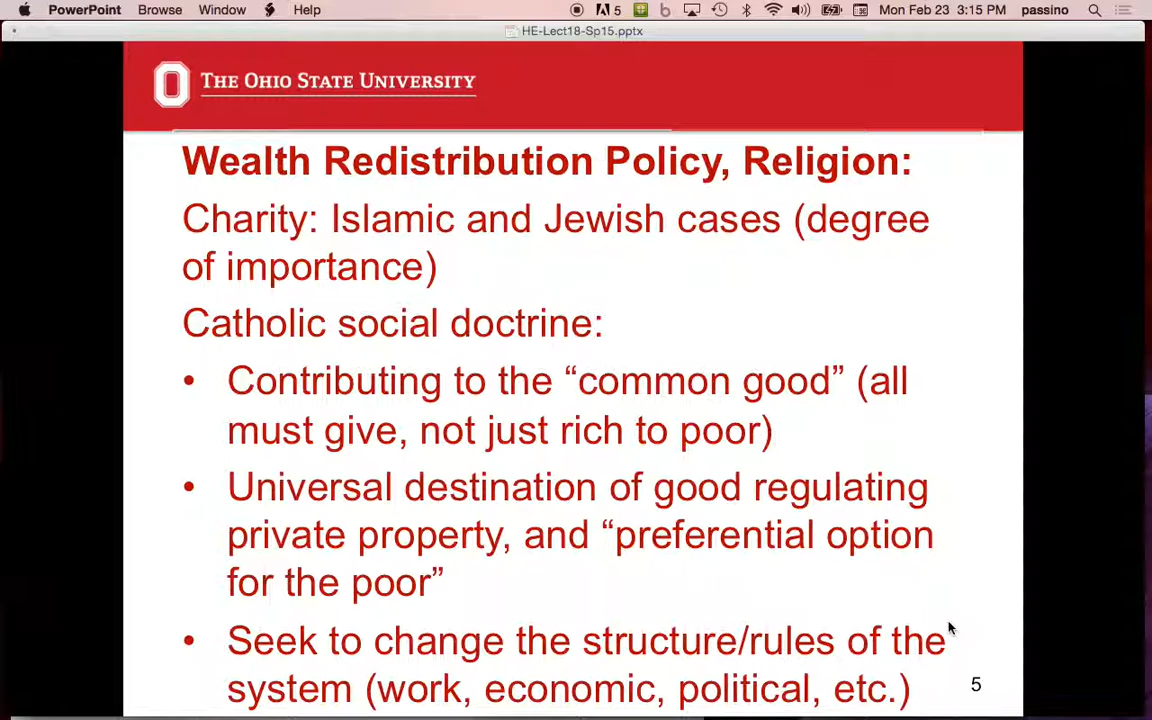 PowerPoint Browse Window Help 5 Mon Feb 23 3:15 PM passino
HE-Lect18-Sp15.pptx
THE OHIO STATE UNIVERSITY
Wealth Redistribution Policy, Religion:
Charity: Islamic and Jewish cases (degree
of importance)
Catholic social doctrine:
• Contributing to the “common good” (all
must give, not just rich to poor)
• Universal destination of good regulating
private property, and “preferential option
for the poor”
• Seek to change the structure/rules of the
system (work, economic, political, etc.)
5